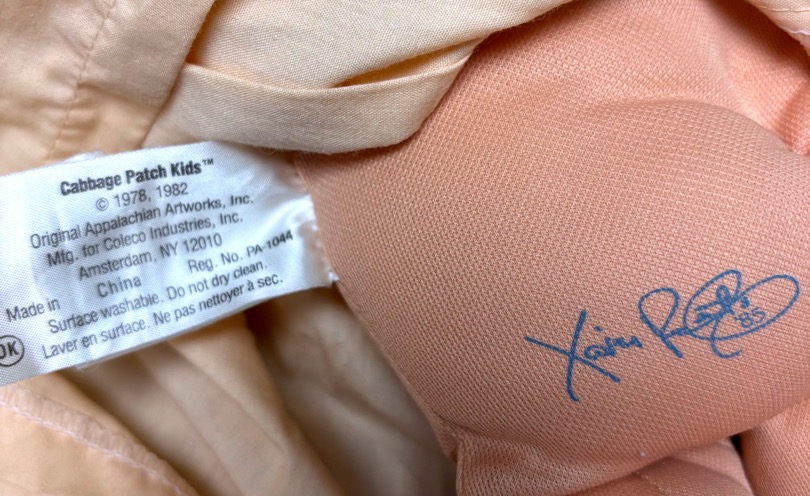 Cabbage Patch Kids™
© 1978, 1982
Original Appalachian Artworks, Inc.
Mfg. for Coleco Industries, Inc.
Amsterdam, NY 12010
Reg. No. PA-1044
Made in China
Surface washable. Do not dry clean.
Laver en surface. Ne pas nettoyer à sec.
OK
Xavier Roberts
'85